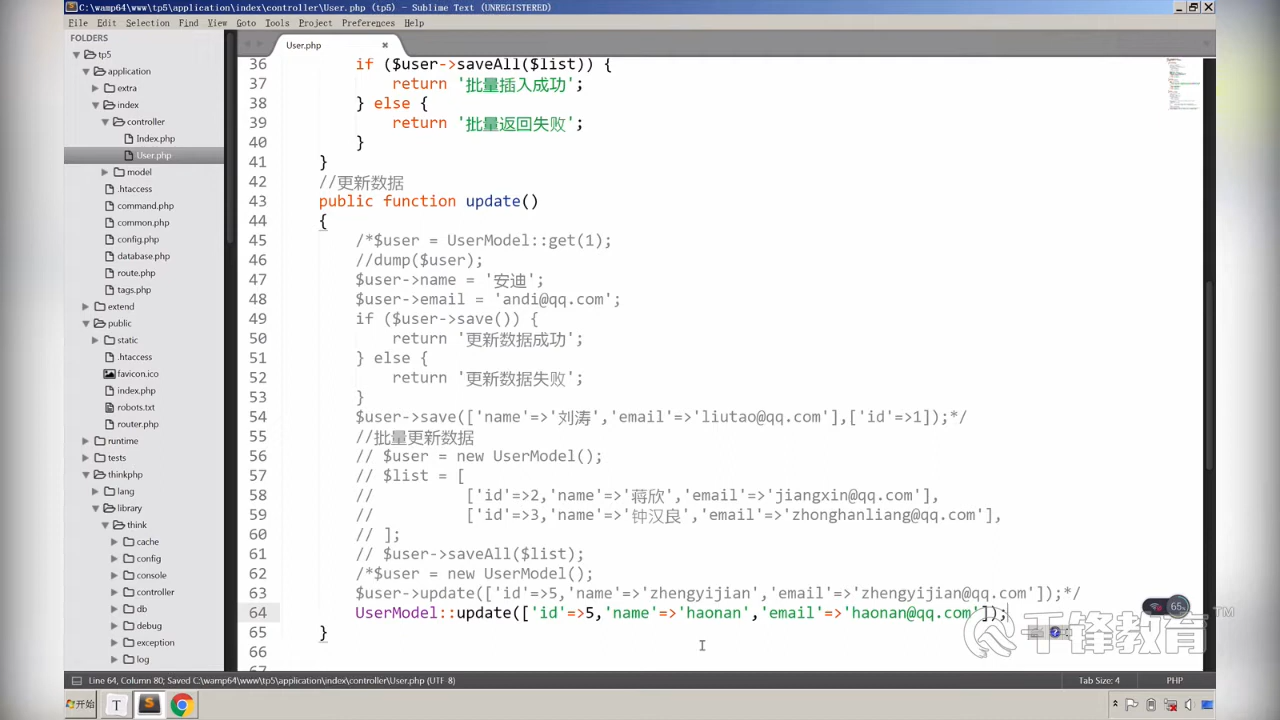 C:\wamp64\www\tp5\application\index\controller\User.php (tp5) - Sublime Text (UNREGISTERED)
File Edit Selection Find View Goto Tools Project Preferences Help
FOLDERS
tp5
application
extra
index
controller
Index.php
User.php
model
.htaccess
command.php
common.php
config.php
database.php
route.php
tags.php
extend
public
static
.htaccess
favicon.ico
index.php
robots.txt
router.php
runtime
tests
thinkphp
lang
library
think
cache
config
console
controller
db
debug
exception
log
User.php
36 if ($user->saveAll($list)) {
37 return '批量插入成功';
38 } else {
39 return '批量返回失败';
40 }
41 }
42 //更新数据
43 public function update()
44 {
45 /*$user = UserModel::get(1);
46 //dump($user);
47 $user->name = '安迪';
48 $user->email = 'andi@qq.com';
49 if ($user->save()) {
50 return '更新数据成功';
51 } else {
52 return '更新数据失败';
53 }
54 $user->save(['name'=>'刘涛','email'=>'liutao@qq.com'],['id'=>1]);*/
55 //批量更新数据
56 // $user = new UserModel();
57 // $list = [
58 // ['id'=>2,'name'=>'蒋欣','email'=>'jiangxin@qq.com'],
59 // ['id'=>3,'name'=>'钟汉良','email'=>'zhonghanliang@qq.com'],
60 // ];
61 // $user->saveAll($list);
62 /*$user = new UserModel();
63 $user->update(['id'=>5,'name'=>'zhengyijian','email'=>'zhengyijian@qq.com']);*/
64 UserModel::update(['id'=>5,'name'=>'haonan','email'=>'haonan@qq.com']);
65 }
66
67
65%
千锋教育
Line 64, Column 80; Saved C:\wamp64\www\tp5\application\index\controller\User.php (UTF 8)
Tab Size: 4
PHP
开始